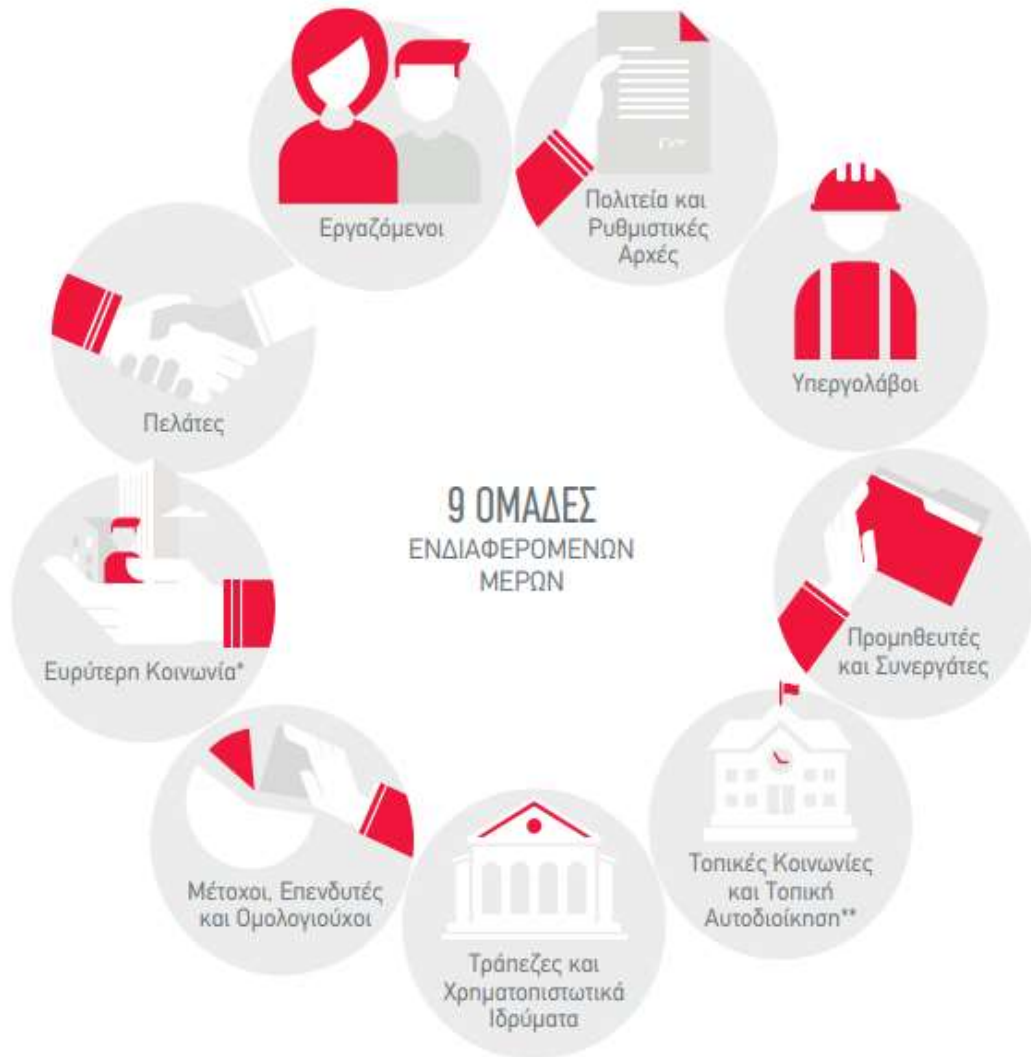 Εργαζόμενοι
Πολιτεία και
Ρυθμιστικές
Αρχές
Υπεργολάβοι
Πελάτες
9 ΟΜΑΔΕΣ
ΕΝΔΙΑΦΕΡΟΜΕΝΩΝ
ΜΕΡΩΝ
Προμηθευτές
και Συνεργάτες
Ευρύτερη Κοινωνία*
Τοπικές Κοινωνίες
και Τοπική
Αυτοδιοίκηση**
Μέτοχοι, Επενδυτές
και Ομολογιούχοι
Τράπεζες και
Χρηματοπιστωτικά
Ιδρύματα